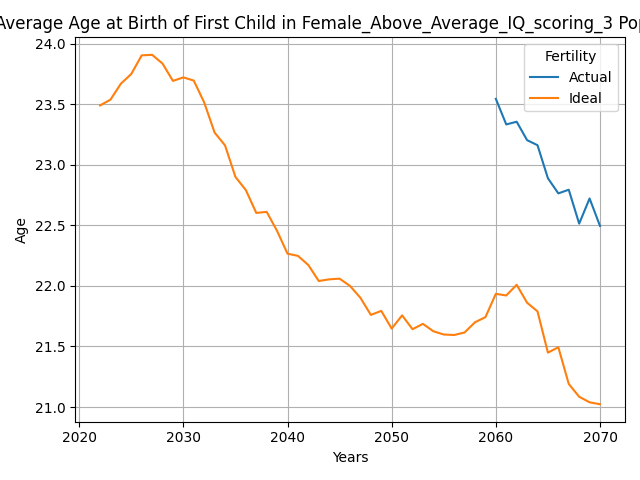 Average Age at Birth of First Child in Female_Above_Average_IQ_scoring_3 Po
24.0
23.5
23.0
22.5
22.0
21.5
21.0
Age
Fertility
Actual
Ideal
2020 2030 2040 2050 2060 2070
Years